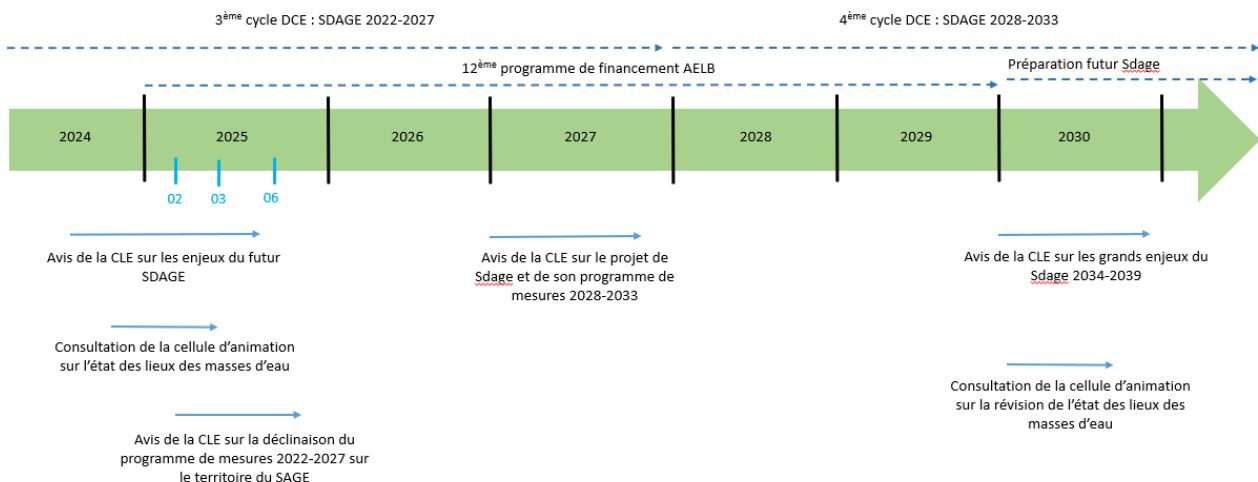 3ème cycle DCE : SDAGE 2022-2027
4ème cycle DCE : SDAGE 2028-2033
12ème programme de financement AELB
Préparation futur Sdage
2024
2025
2026
2027
2028
2029
2030
02
03
06
Avis de la CLE sur les enjeux du futur
SDAGE
Avis de la CLE sur le projet de
Sdage et de son programme de
mesures 2028-2033
Avis de la CLE sur les grands enjeux du
Sdage 2034-2039
Consultation de la cellule d'animation
sur l'état des lieux des masses d'eau
Consultation de la cellule d'animation
sur la révision de l'état des lieux des
masses d'eau
Avis de la CLE sur la déclinaison du
programme de mesures 2022-2027 sur
le territoire du SAGE